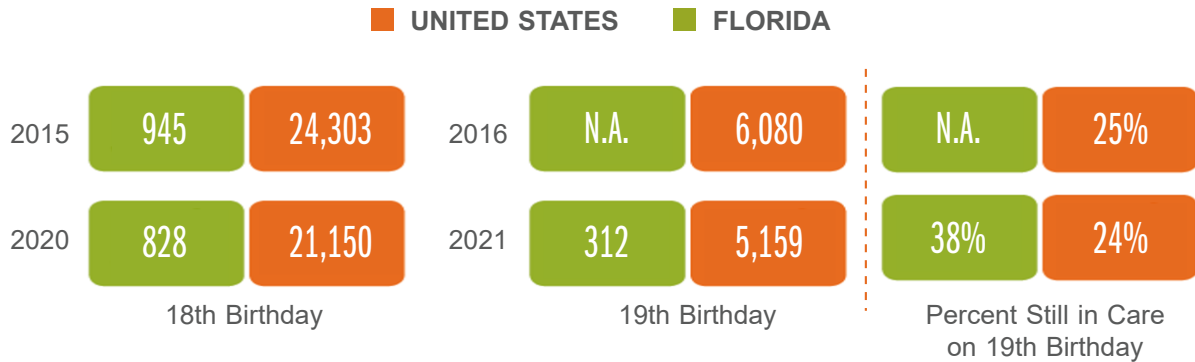 UNITED STATES FLORIDA
2015 945 24,303 2016 N.A. 6,080 N.A. 25%
2020 828 21,150 2021 312 5,159 38% 24%
18th Birthday 19th Birthday Percent Still in Care
on 19th Birthday